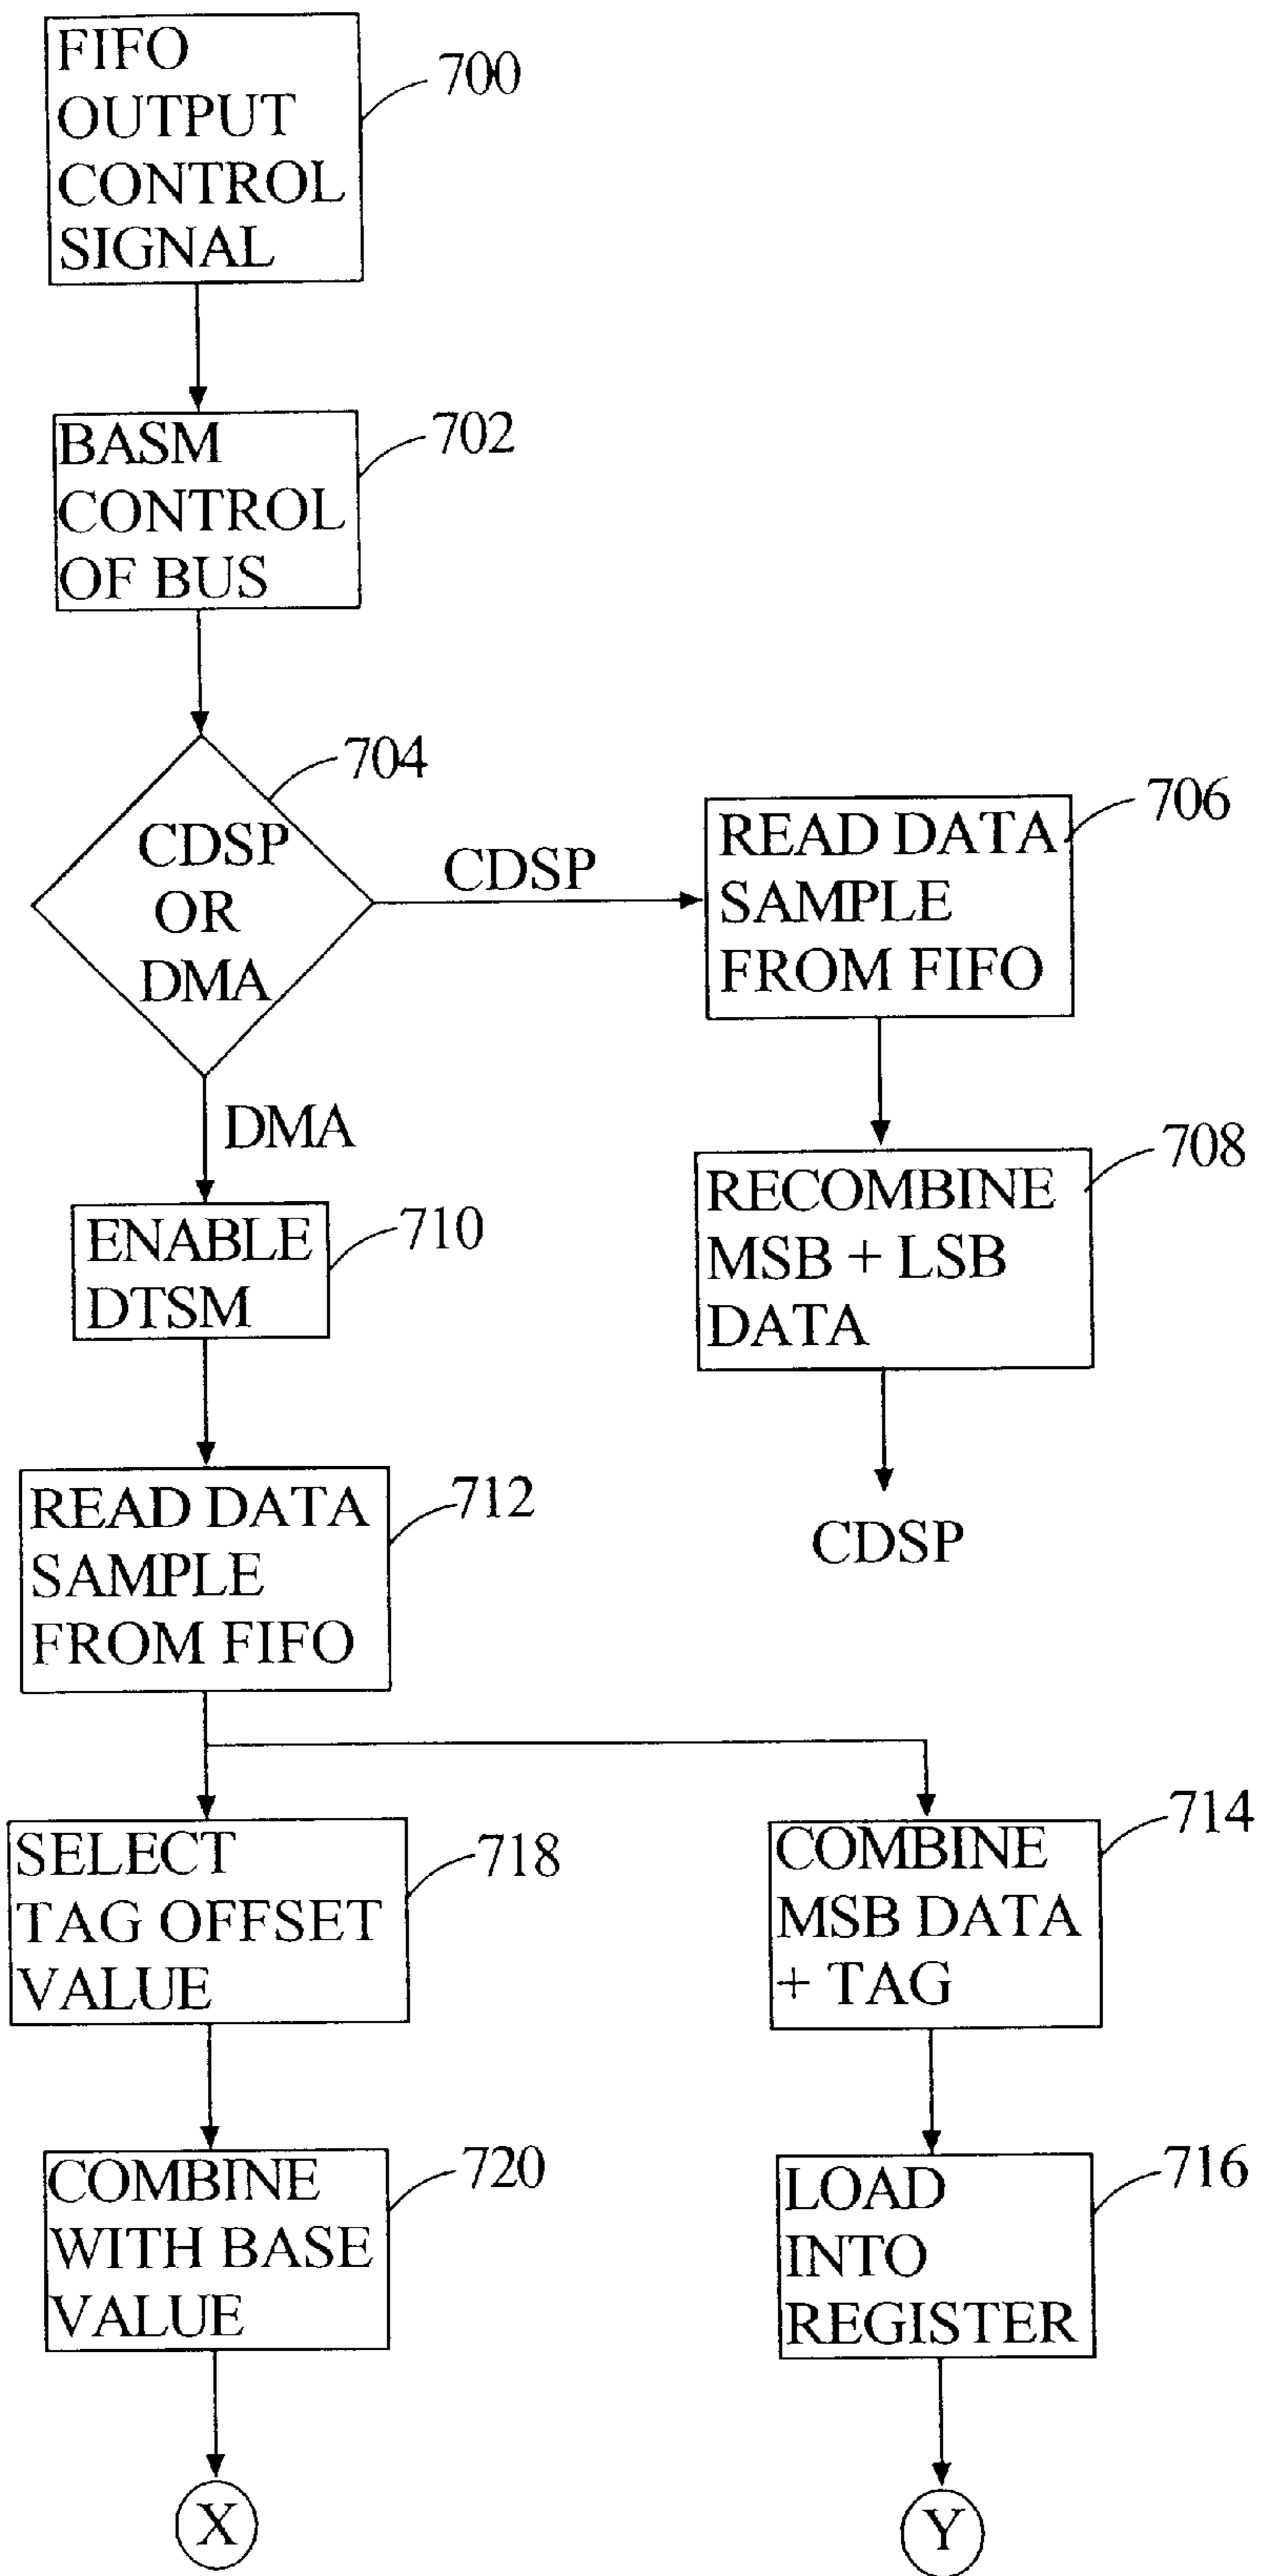 FIFO
OUTPUT
CONTROL
SIGNAL
700
BASM
CONTROL
OF BUS
702
CDSP
OR
DMA
704
CDSP
READ DATA
SAMPLE
FROM FIFO
706
RECOMBINE
MSB + LSB
DATA
708
CDSP
DMA
ENABLE
DTSM
710
READ DATA
SAMPLE
FROM FIFO
712
SELECT
TAG OFFSET
VALUE
718
COMBINE
MSB DATA
+ TAG
714
COMBINE
WITH BASE
VALUE
720
LOAD
INTO
REGISTER
716
X
Y